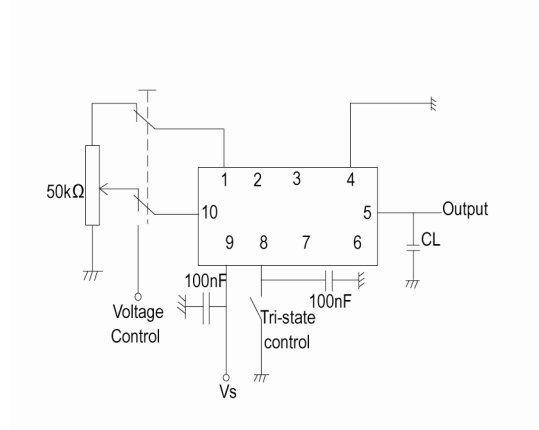 1 2 3 4
50kΩ
10
5
Output
9 8 7 6
CL
100nF
100nF
Voltage
Control
Tri-state
control
Vs